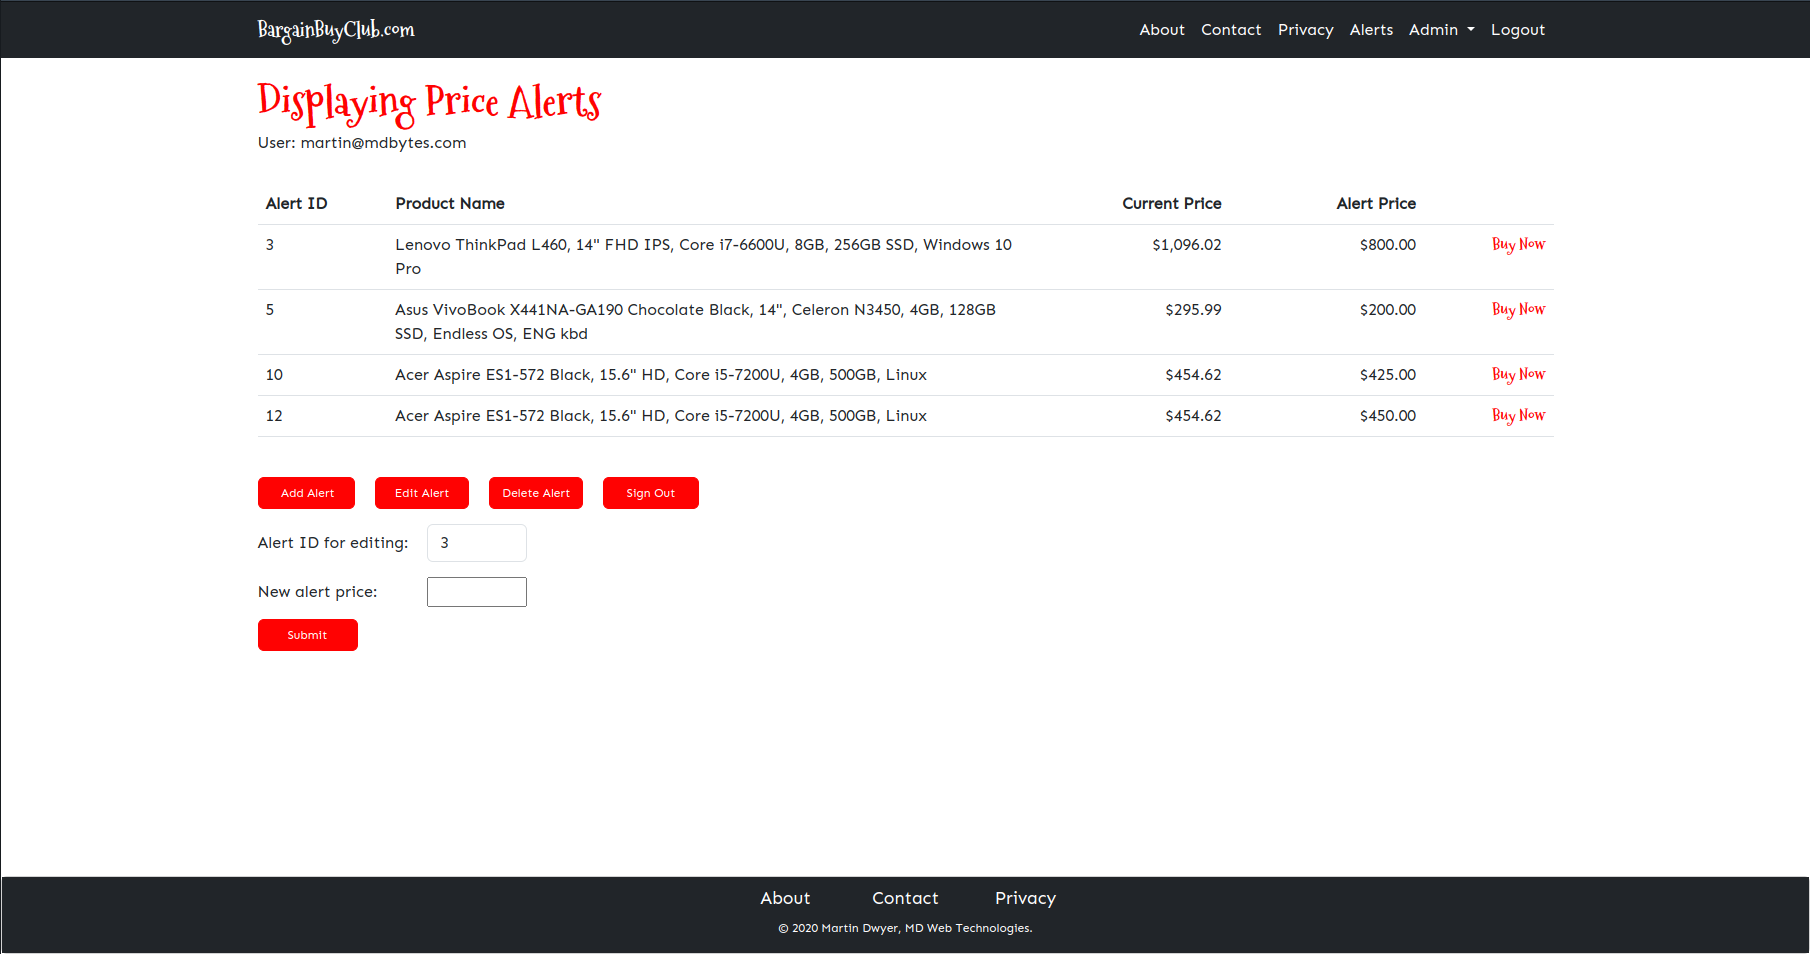 BargainBuyClub.com About Contact Privacy Alerts Admin Logout
Displaying Price Alerts
User: martin@mdbytes.com
Alert ID Product Name Current Price Alert Price
3 Lenovo ThinkPad L460, 14" FHD IPS, Core i7-6600U, 8GB, 256GB SSD, Windows 10 $1,096.02 $800.00 Buy Now
Pro
5 Asus VivoBook X441NA-GA190 Chocolate Black, 14", Celeron N3450, 4GB, 128GB $295.99 $200.00 Buy Now
SSD, Endless OS, ENG kbd
10 Acer Aspire ES1-572 Black, 15.6" HD, Core i5-7200U, 4GB, 500GB, Linux $454.62 $425.00 Buy Now
12 Acer Aspire ES1-572 Black, 15.6" HD, Core i5-7200U, 4GB, 500GB, Linux $454.62 $450.00 Buy Now
Add Alert Edit Alert Delete Alert Sign Out
Alert ID for editing: 3
New alert price:
Submit
About Contact Privacy
© 2020 Martin Dwyer, MD Web Technologies.